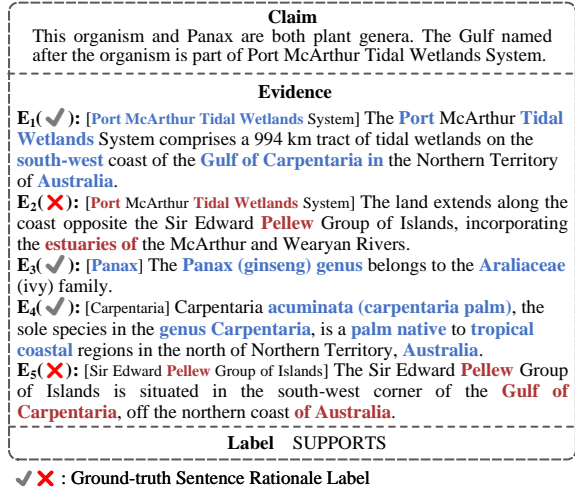 Claim
This organism and Panax are both plant genera. The Gulf named
after the organism is part of Port McArthur Tidal Wetlands System.
Evidence
E1( ✔ ): [Port McArthur Tidal Wetlands System] The Port McArthur Tidal
Wetlands System comprises a 994 km tract of tidal wetlands on the
south-west coast of the Gulf of Carpentaria in the Northern Territory
of Australia.
E2( ✘ ): [Port McArthur Tidal Wetlands System] The land extends along the
coast opposite the Sir Edward Pellew Group of Islands, incorporating
the estuaries of the McArthur and Wearyan Rivers.
E3( ✔ ): [Panax] The Panax (ginseng) genus belongs to the Araliaceae
(ivy) family.
E4( ✔ ): [Carpentaria] Carpentaria acuminata (carpentaria palm), the
sole species in the genus Carpentaria, is a palm native to tropical
coastal regions in the north of Northern Territory, Australia.
E5( ✘ ): [Sir Edward Pellew Group of Islands] The Sir Edward Pellew Group
of Islands is situated in the south-west corner of the Gulf of
Carpentaria, off the northern coast of Australia.
Label SUPPORTS
✔ ✘ : Ground-truth Sentence Rationale Label